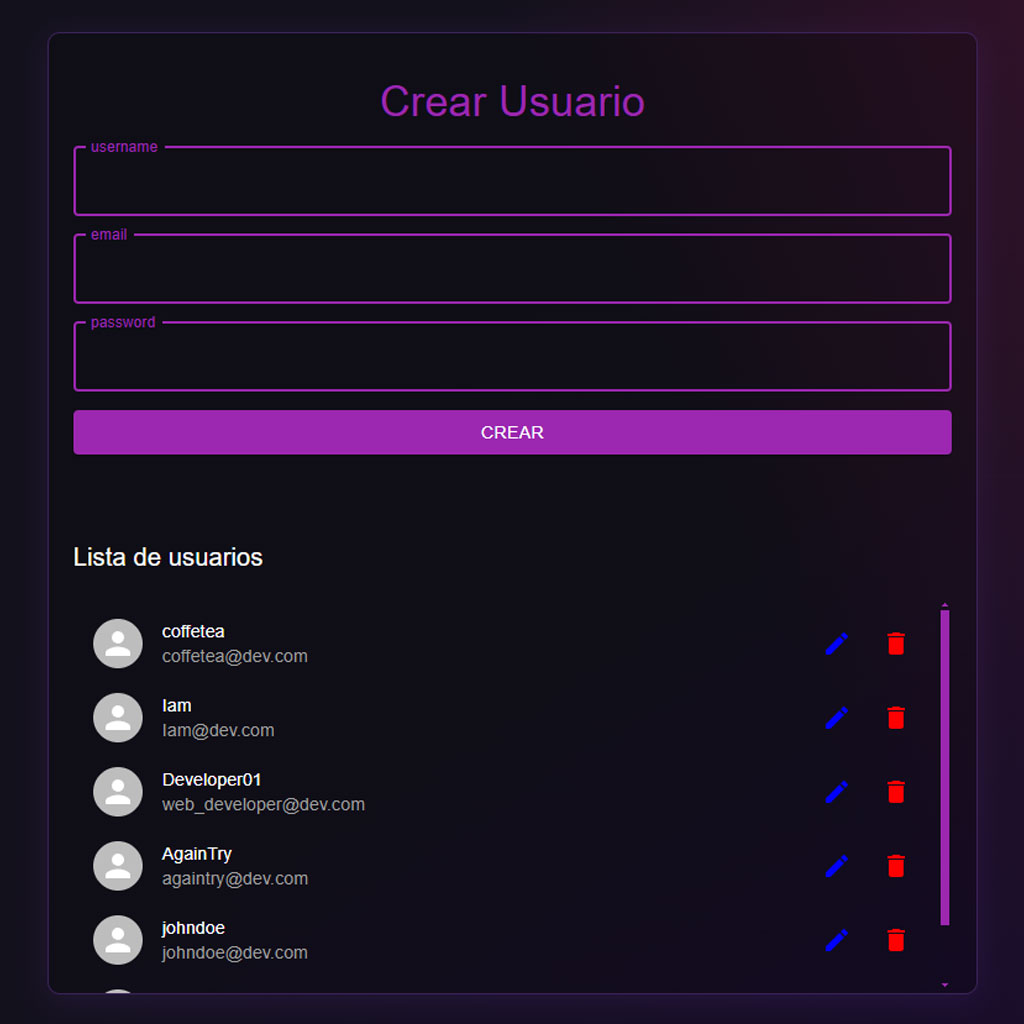 Crear Usuario
username
email
password
CREAR
Lista de usuarios
coffetea
coffetea@dev.com
Iam
Iam@dev.com
Developer01
web_developer@dev.com
AgainTry
againtry@dev.com
johndoe
johndoe@dev.com